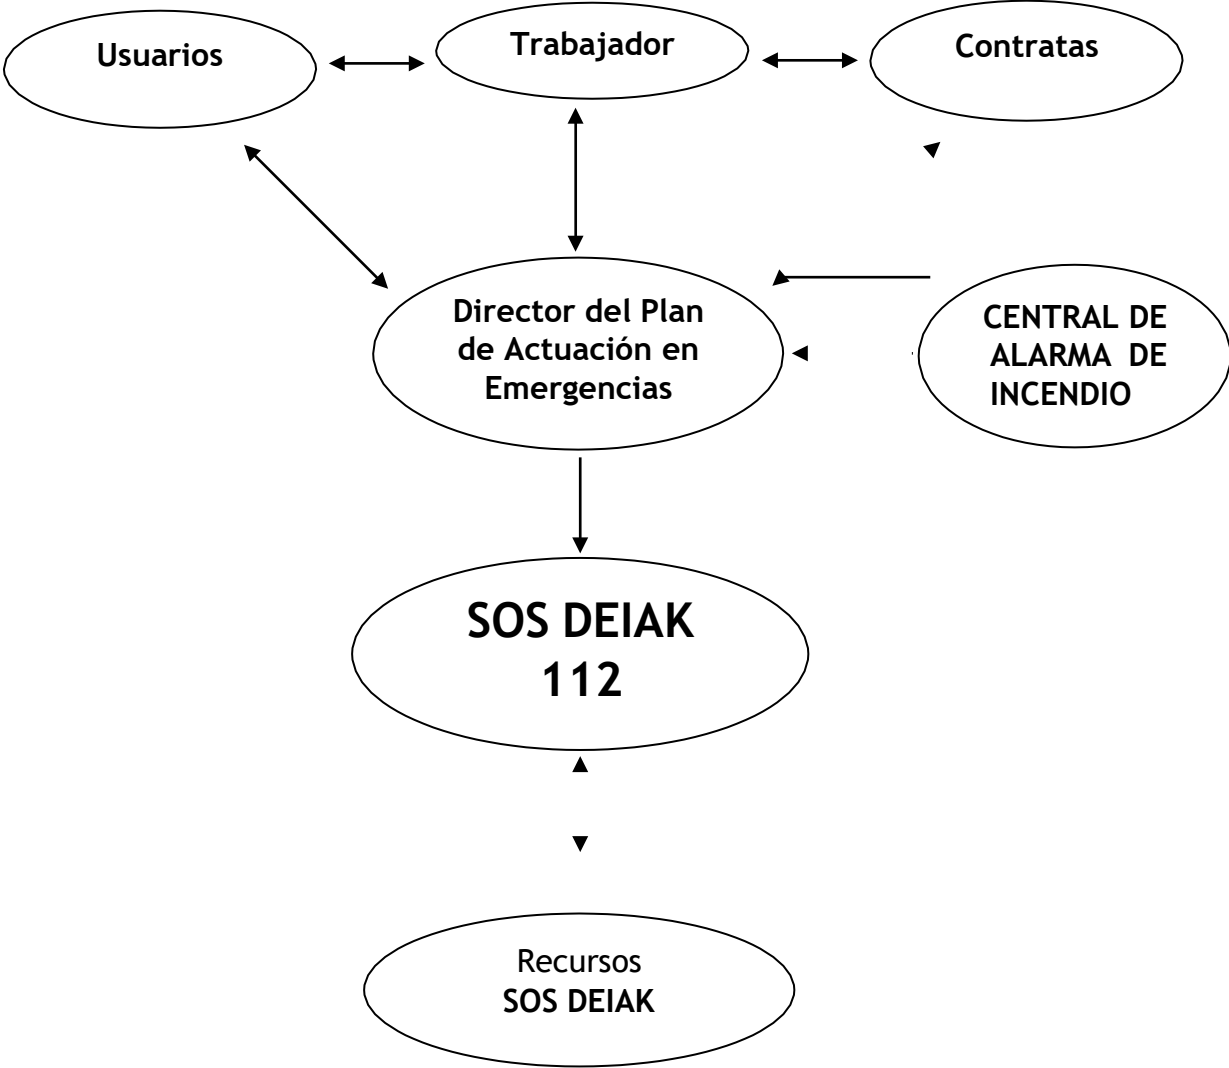 Usuarios
Trabajador
Contratas
Director del Plan
de Actuación en
Emergencias
CENTRAL DE
ALARMA DE
INCENDIO
SOS DEIAK
112
Recursos
SOS DEIAK